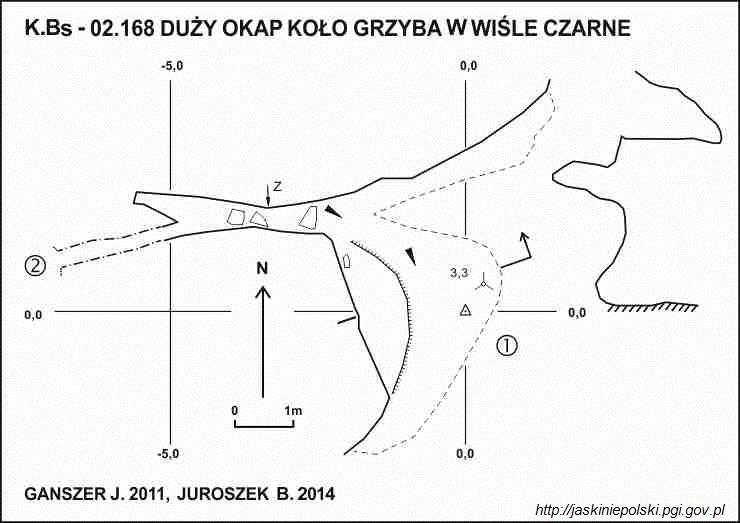 K.Bs - 02.168 DUŻY OKAP KOŁO GRZYBA W WIŚLE CZARNE
-5,0 0,0
Z
2
N
3,3
0,0 0,0
1
0 1m
-5,0 0,0
GANSZER J. 2011, JUROSZEK B. 2014
http://jaskiniepolski.pgi.gov.pl